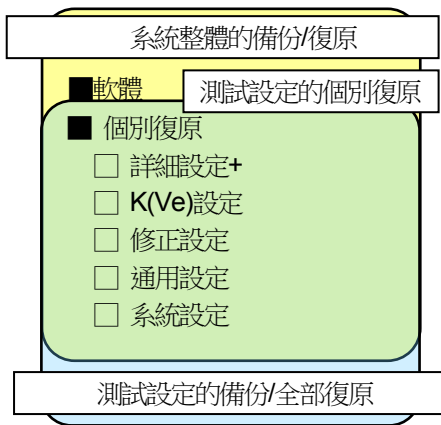 系統整體的備份/復原
■軟體
測試設定的個別復原
■ 個別復原
□ 詳細設定+
□ K(Ve)設定
□ 修正設定
□ 通用設定
□ 系統設定
測試設定的備份/全部復原